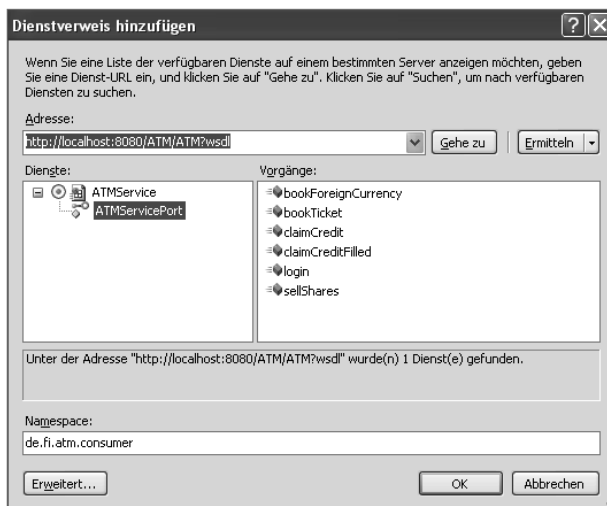 Dienstverweis hinzufügen
Wenn Sie eine Liste der verfügbaren Dienste auf einem bestimmten Server anzeigen möchten, geben
Sie eine Dienst-URL ein, und klicken Sie auf "Gehe zu". Klicken Sie auf "Suchen", um nach verfügbaren
Diensten zu suchen.
Adresse:
http://localhost:8080/ATM/ATM?wsdl Gehe zu Ermitteln
Dienste: Vorgänge:
ATMService bookForeignCurrency
ATMServicePort bookTicket
claimCredit
claimCreditFilled
login
sellShares
Unter der Adresse "http://localhost:8080/ATM/ATM?wsdl" wurde(n) 1 Dienst(e) gefunden.
Namespace:
de.fi.atm.consumer
Erweitert... OK Abbrechen